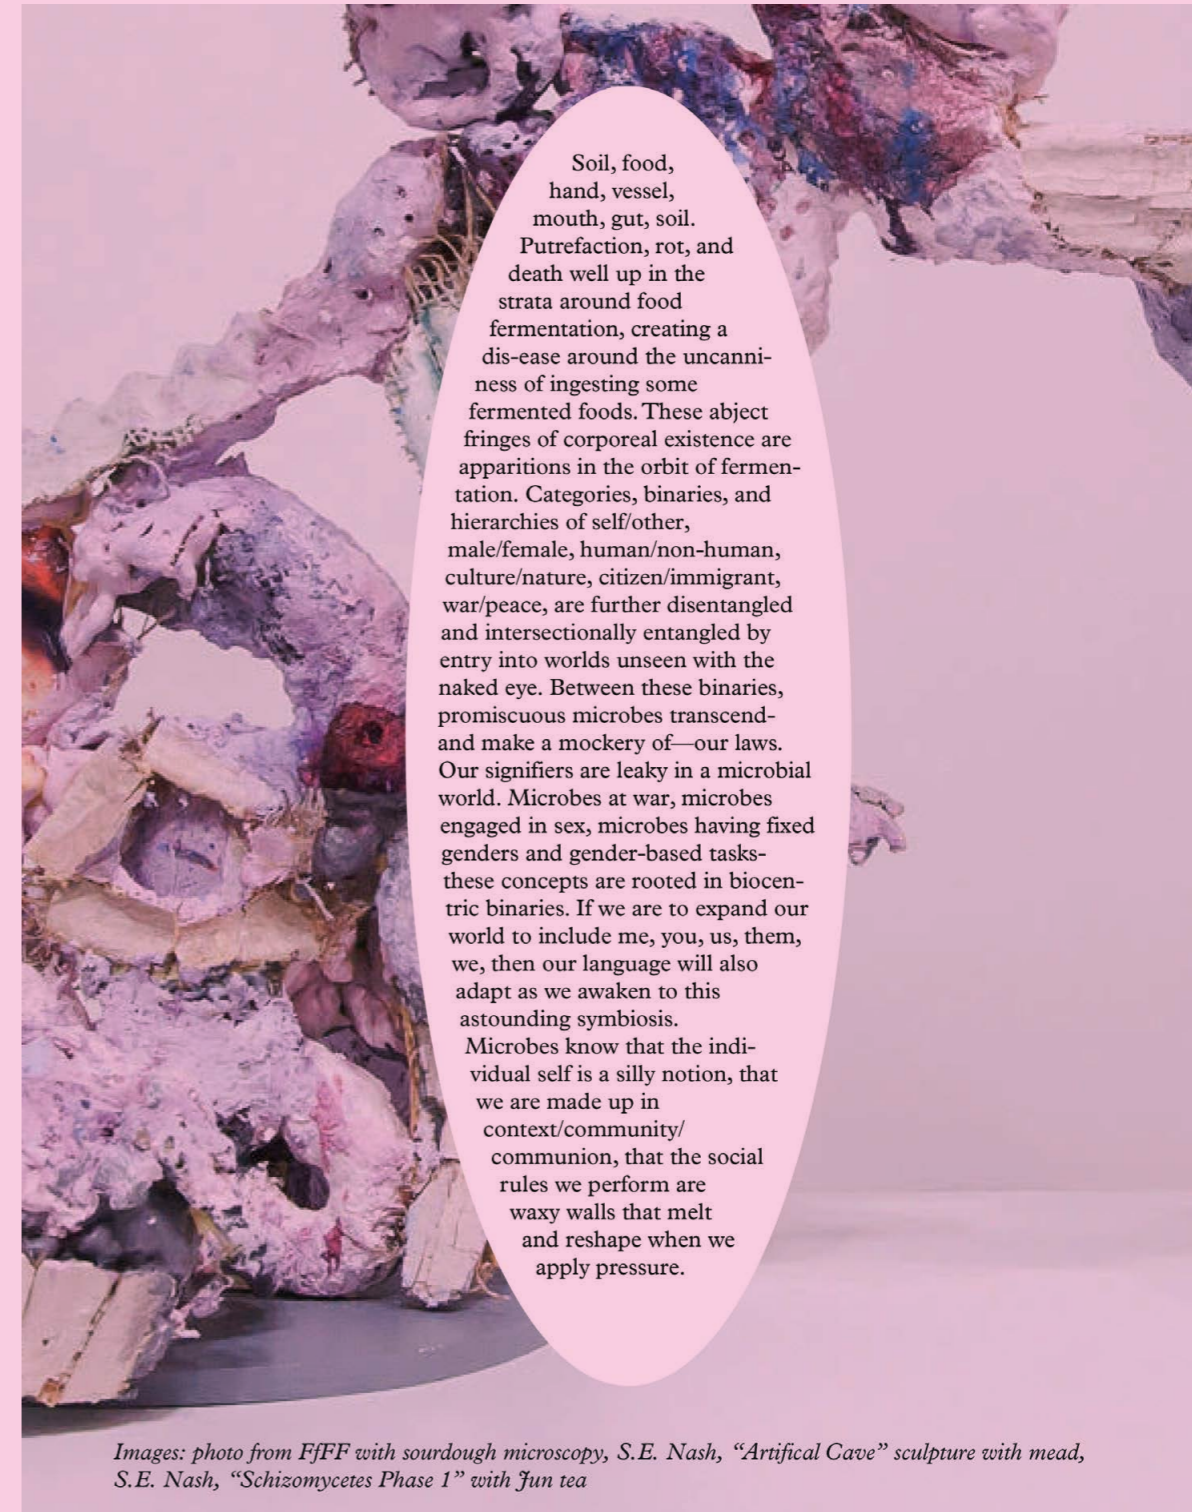 Soil, food,
hand, vessel,
mouth, gut, soil.
Putrefaction, rot, and
death well up in the
strata around food
fermentation, creating a
dis-ease around the uncanni-
ness of ingesting some
fermented foods. These abject
fringes of corporeal existence are
apparitions in the orbit of fermen-
tation. Categories, binaries, and
hierarchies of self/other,
male/female, human/non-human,
culture/nature, citizen/immigrant,
war/peace, are further disentangled
and intersectionally entangled by
entry into worlds unseen with the
naked eye. Between these binaries,
promiscuous microbes transcend-
and make a mockery of—our laws.
Our signifiers are leaky in a microbial
world. Microbes at war, microbes
engaged in sex, microbes having fixed
genders and gender-based tasks-
these concepts are rooted in biocen-
tric binaries. If we are to expand our
world to include me, you, us, them,
we, then our language will also
adapt as we awaken to this
astounding symbiosis.
Microbes know that the indi-
vidual self is a silly notion, that
we are made up in
context/community/
communion, that the social
rules we perform are
waxy walls that melt
and reshape when we
apply pressure.
Images: photo from FfFF with sourdough microscopy, S.E. Nash, “Artifical Cave” sculpture with mead,
S.E. Nash, “Schizomycetes Phase 1” with Jun tea